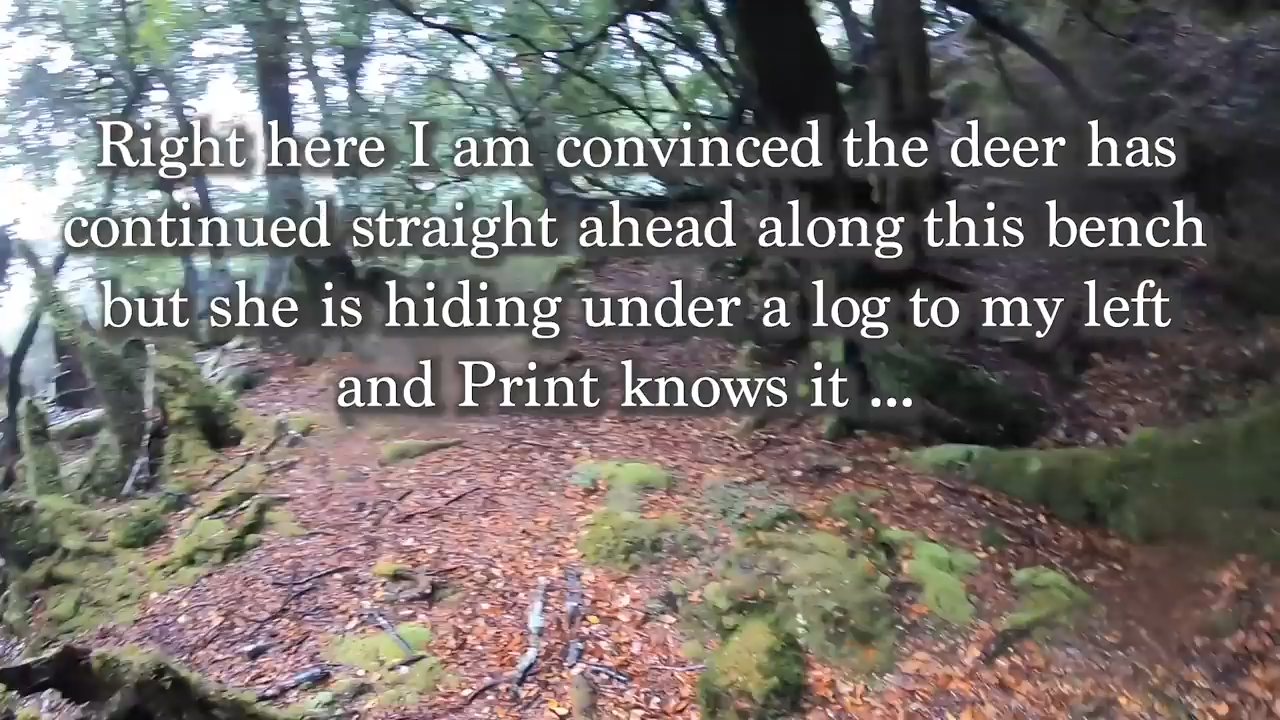 Right here I am convinced the deer has
continued straight ahead along this bench
but she is hiding under a log to my left
and Print knows it ...